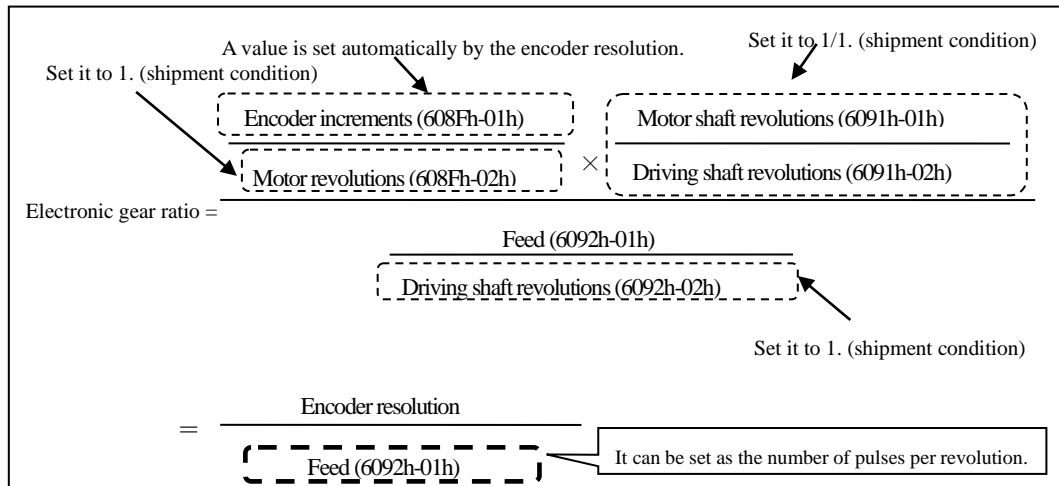 A value is set automatically by the encoder resolution.
Set it to 1/1. (shipment condition)
Set it to 1. (shipment condition)
Encoder increments (608Fh-01h)
Motor revolutions (608Fh-02h)
×
Motor shaft revolutions (6091h-01h)
Driving shaft revolutions (6091h-02h)
Electronic gear ratio =
Feed (6092h-01h)
Driving shaft revolutions (6092h-02h)
Set it to 1. (shipment condition)
=
Encoder resolution
Feed (6092h-01h)
It can be set as the number of pulses per revolution.